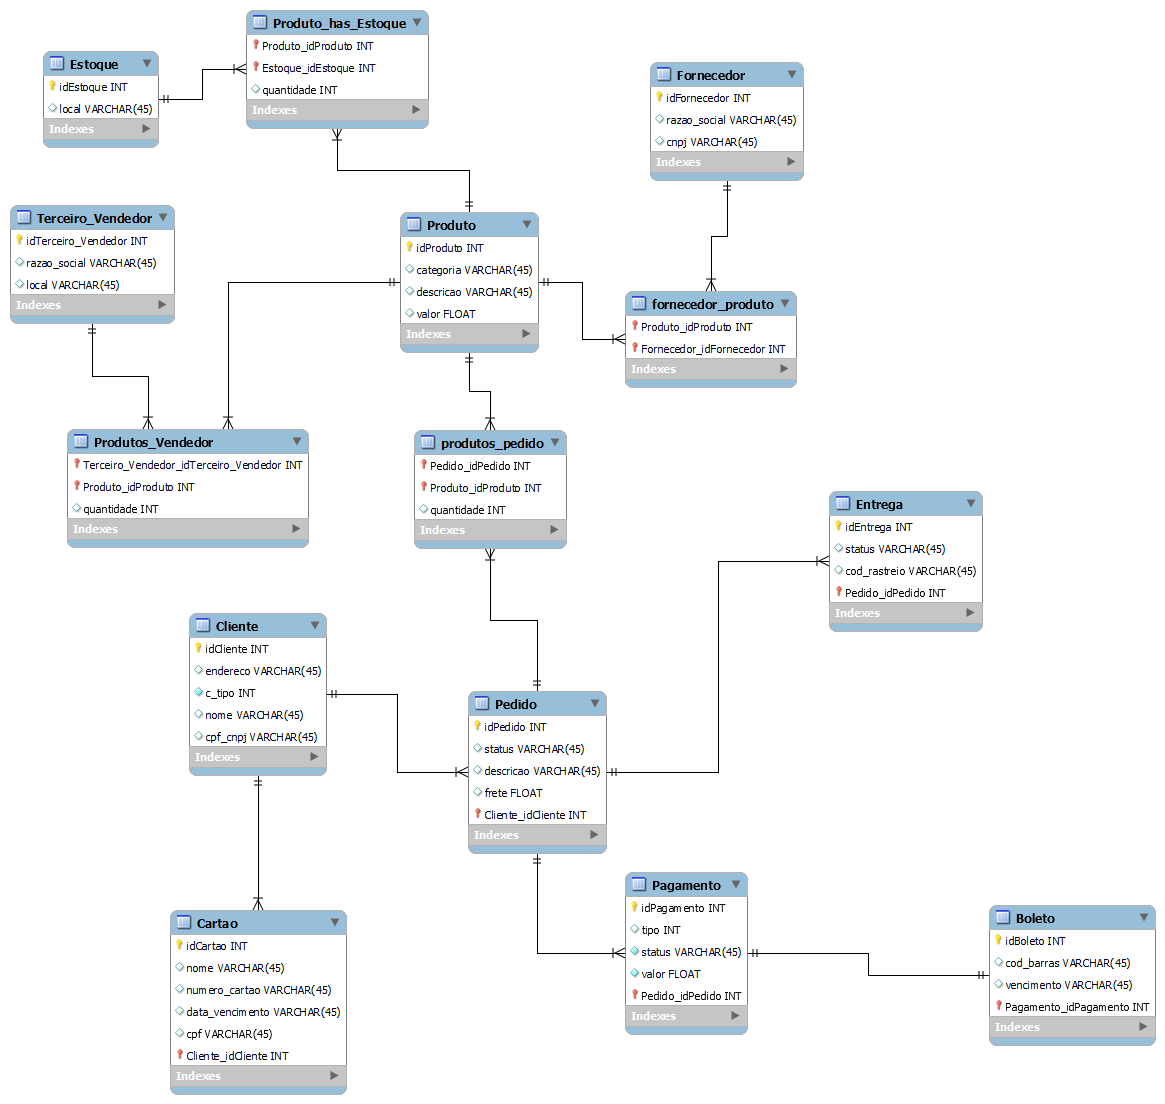 Produto_has_Estoque
Produto_idProduto INT
Estoque_idEstoque INT
quantidade INT
Indexes
Estoque
idEstoque INT
local VARCHAR(45)
Indexes
Fornecedor
idFornecedor INT
razao_social VARCHAR(45)
cnpj VARCHAR(45)
Indexes
Terceiro_Vendedor
idTerceiro_Vendedor INT
razao_social VARCHAR(45)
local VARCHAR(45)
Indexes
Produto
idProduto INT
categoria VARCHAR(45)
descricao VARCHAR(45)
valor FLOAT
Indexes
fornecedor_produto
Produto_idProduto INT
Fornecedor_idFornecedor INT
Indexes
Produtos_Vendedor
Terceiro_Vendedor_idTerceiro_Vendedor INT
Produto_idProduto INT
quantidade INT
Indexes
produtos_pedido
Pedido_idPedido INT
Produto_idProduto INT
quantidade INT
Indexes
Entrega
idEntrega INT
status VARCHAR(45)
cod_rastreio VARCHAR(45)
Pedido_idPedido INT
Indexes
Cliente
idCliente INT
endereco VARCHAR(45)
c_tipo INT
nome VARCHAR(45)
cpf_cnpj VARCHAR(45)
Indexes
Pedido
idPedido INT
status VARCHAR(45)
descricao VARCHAR(45)
frete FLOAT
Cliente_idCliente INT
Indexes
Pagamento
idPagamento INT
tipo INT
status VARCHAR(45)
valor FLOAT
Pedido_idPedido INT
Indexes
Boleto
idBoleto INT
cod_barras VARCHAR(45)
vencimento VARCHAR(45)
Pagamento_idPagamento INT
Indexes
Cartao
idCartao INT
nome VARCHAR(45)
numero_cartao VARCHAR(45)
data_vencimento VARCHAR(45)
cpf VARCHAR(45)
Cliente_idCliente INT
Indexes